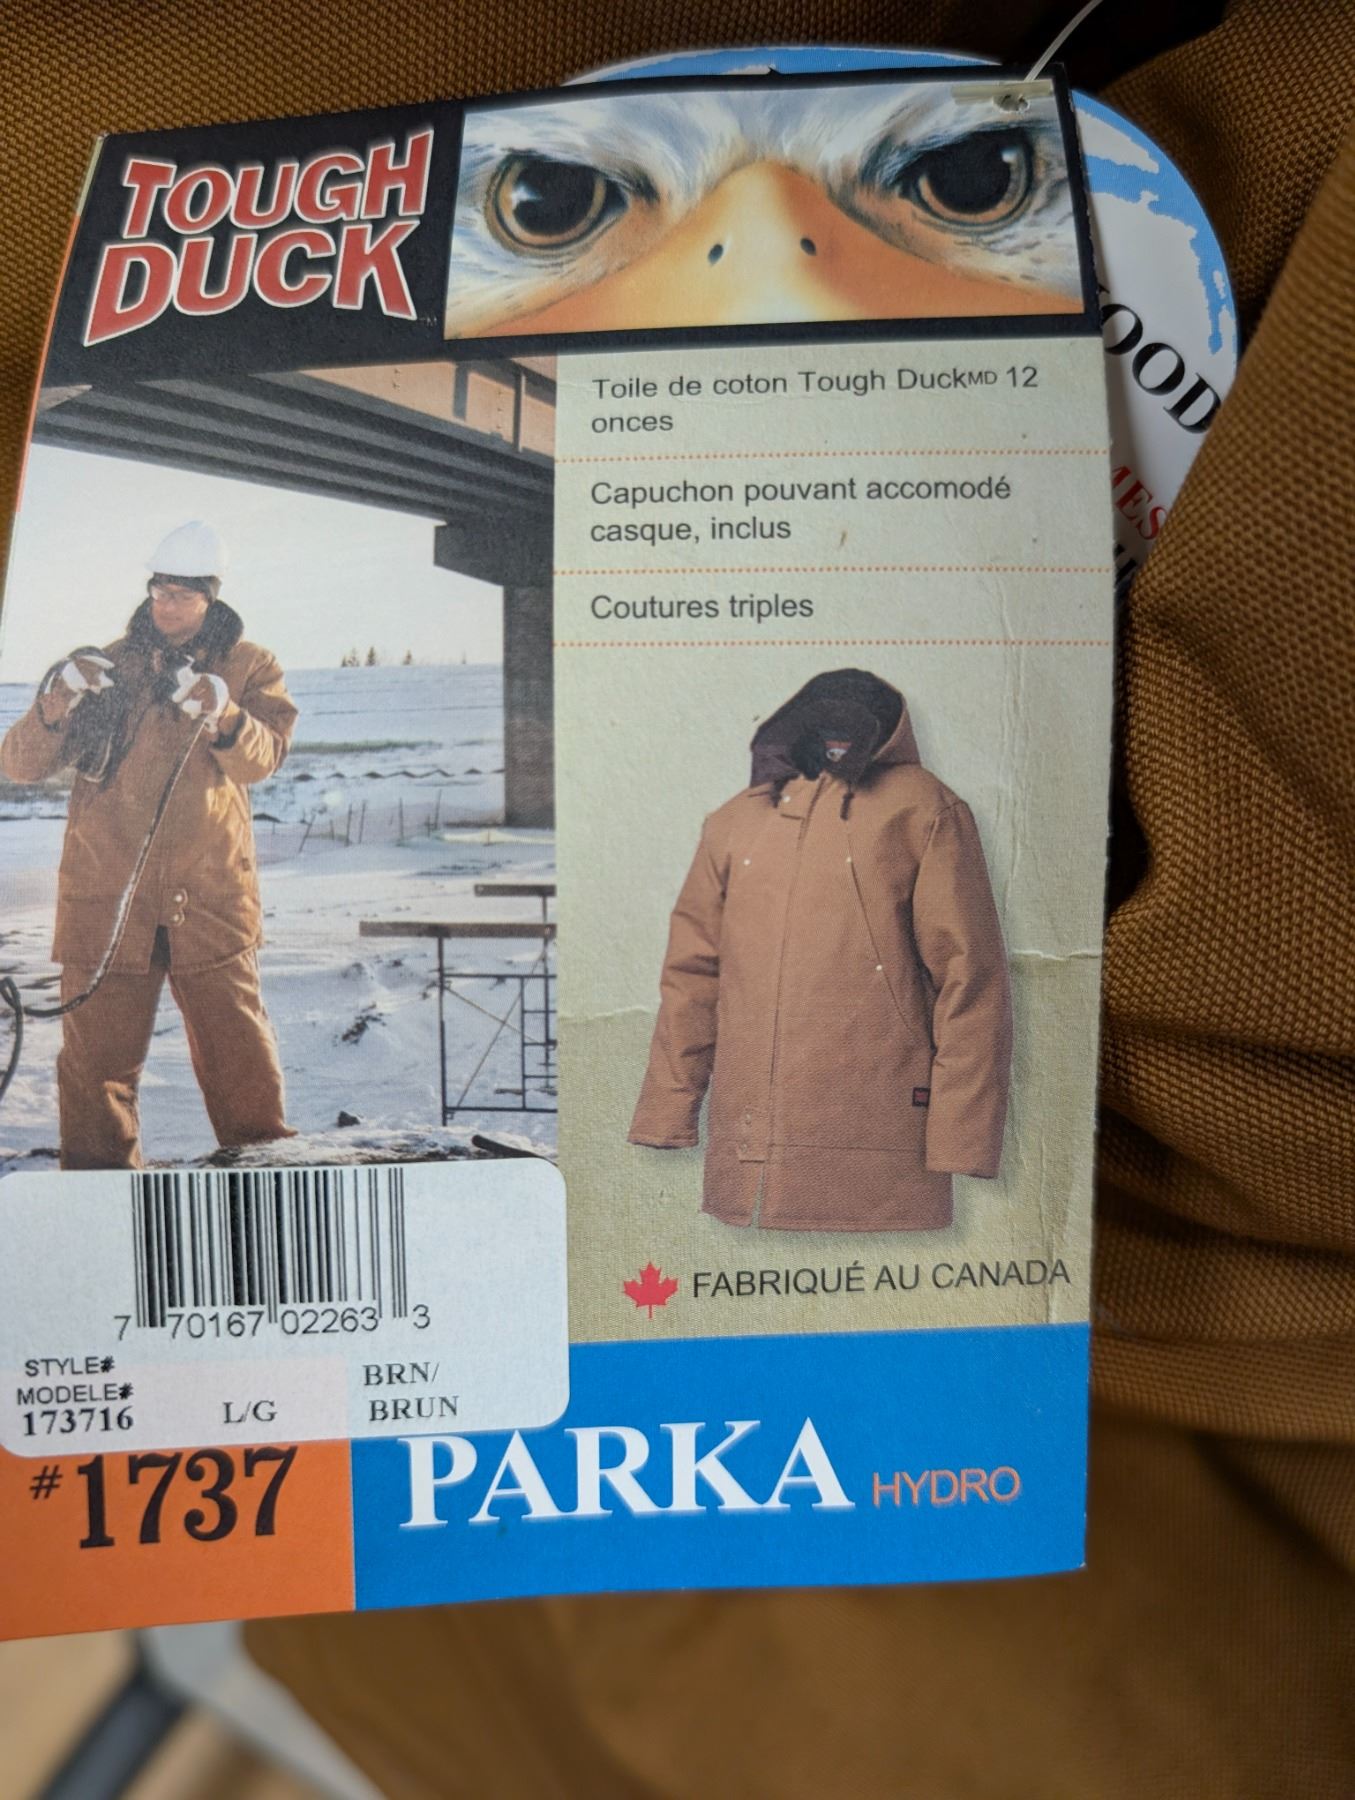 TOUGH
DUCK™
Toile de coton Tough DuckMD 12
onces
Capuchon pouvant accomodé
casque, inclus
Coutures triples
FABRIQUÉ AU CANADA
7 70167 02263 3
STYLE#
MODELE#
173716
L/G
BRN/
BRUN
#1737
PARKA HYDRO